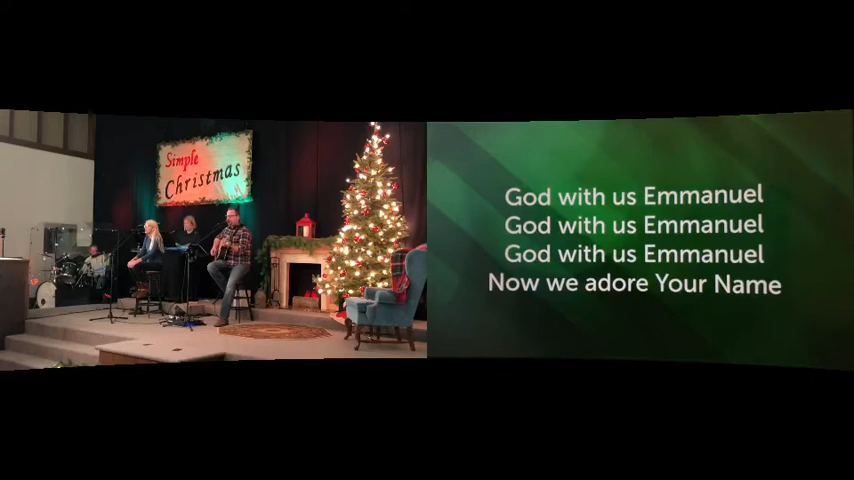 Simple
Christmas
God with us Emmanuel
God with us Emmanuel
God with us Emmanuel
Now we adore Your Name